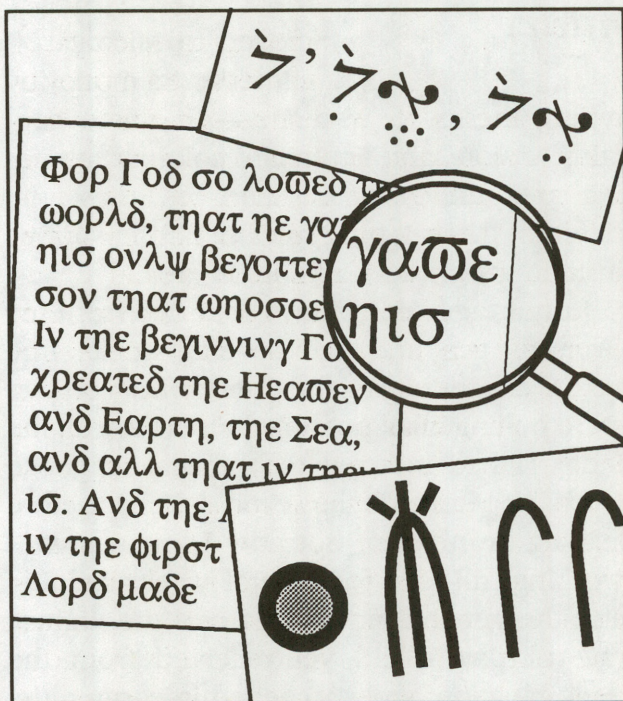 Φορ Γοδ σο λοϖεδ
ωορλδ, τηατ ηε
ηισ ονλψ
σον τηατ
Ιν τηε βεγιννινγ
χρεατεδ τηε Ηεαϖεν
ανδ Εαρτη, τηε Σεα,
ανδ αλλ τηατ ιν
ισ. Ανδ τηε
ιν τηε φιρστ
Λορδ μαδε
γαϖε
ηισ